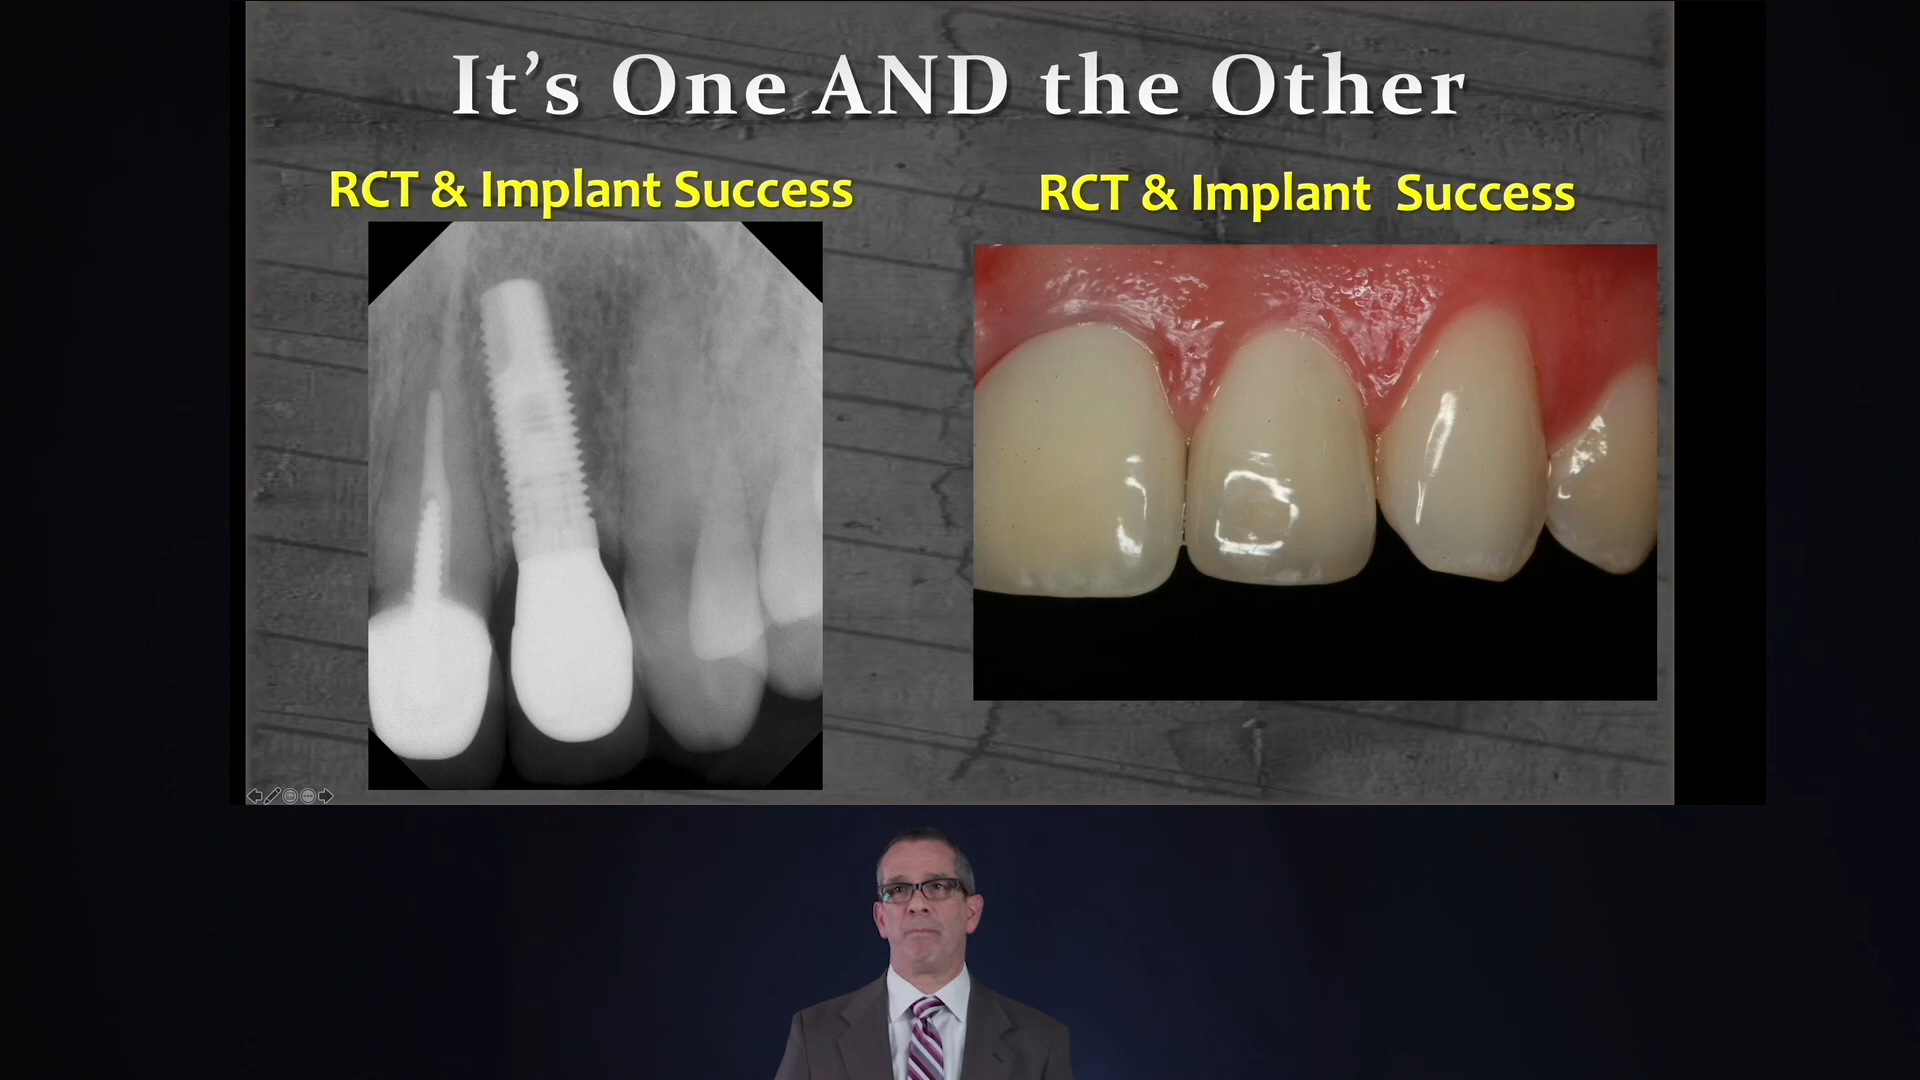 It's One AND the Other
RCT & Implant Success
RCT & Implant Success